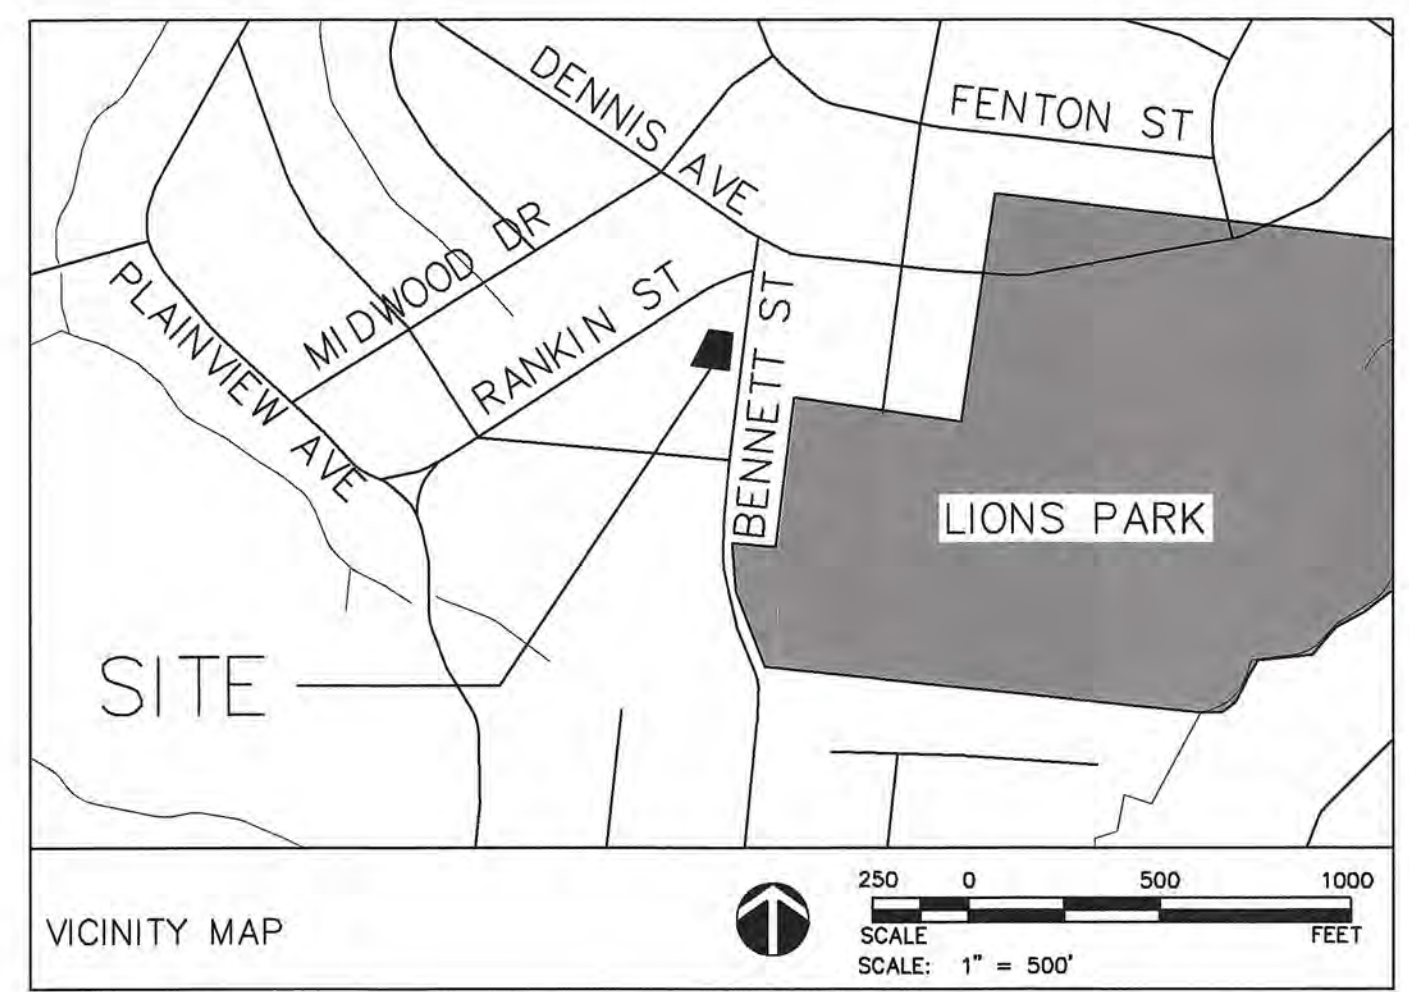 DENNIS AVE
FENTON ST
MIDWOOD DR
PLAINVIEW AVE
RANKIN ST
BENNETT ST
LIONS PARK
SITE
VICINITY MAP
250 0 500 1000
SCALE FEET
SCALE: 1" = 500'